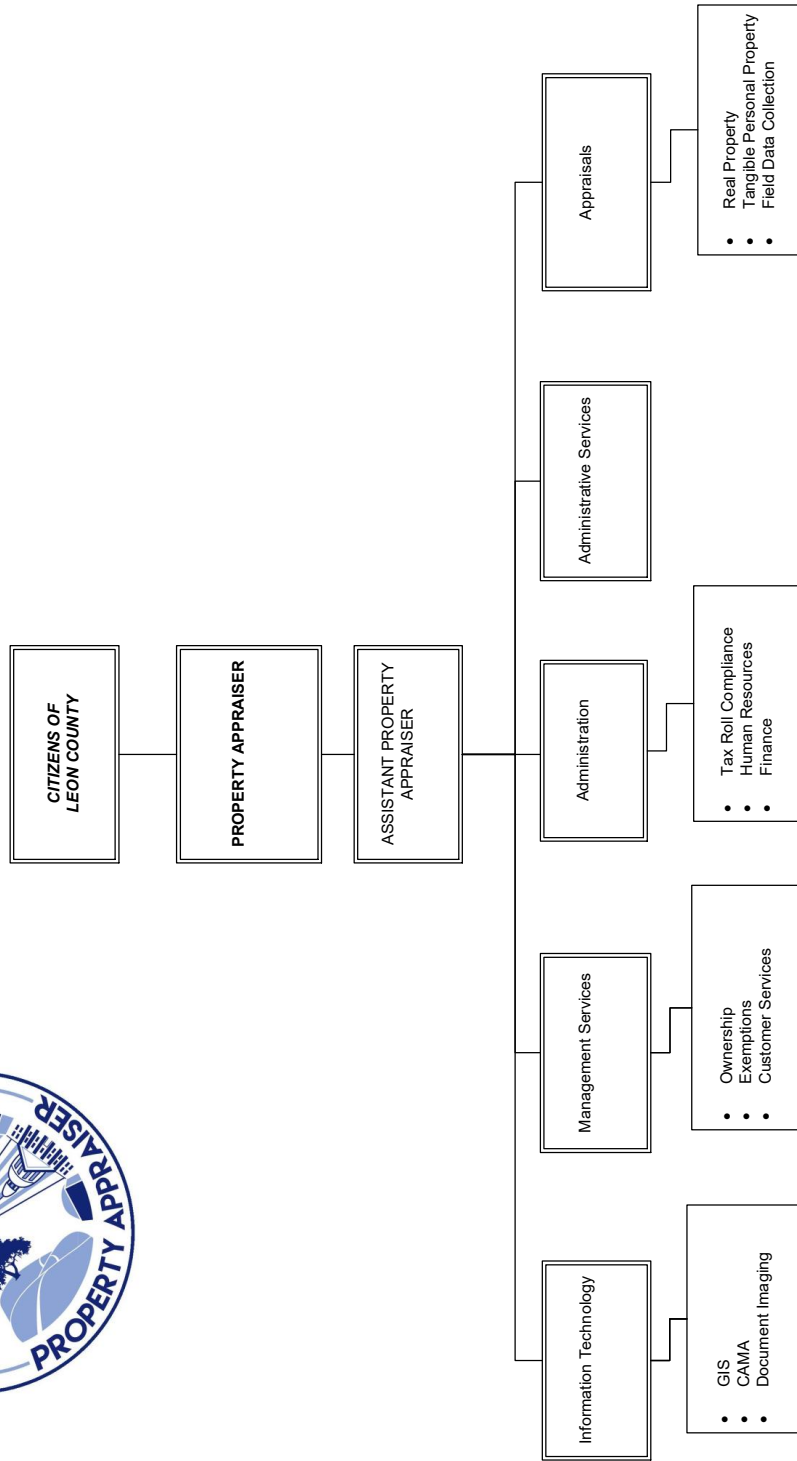 PROPERTY APPRAISER
CITIZENS OF
LEON COUNTY
PROPERTY APPRAISER
ASSISTANT PROPERTY
APPRAISER
Information Technology
Management Services
Administration
Administrative Services
Appraisals
• GIS
• CAMA
• Document Imaging
• Ownership
• Exemptions
• Customer Services
• Tax Roll Compliance
• Human Resources
• Finance
• Real Property
• Tangible Personal Property
• Field Data Collection